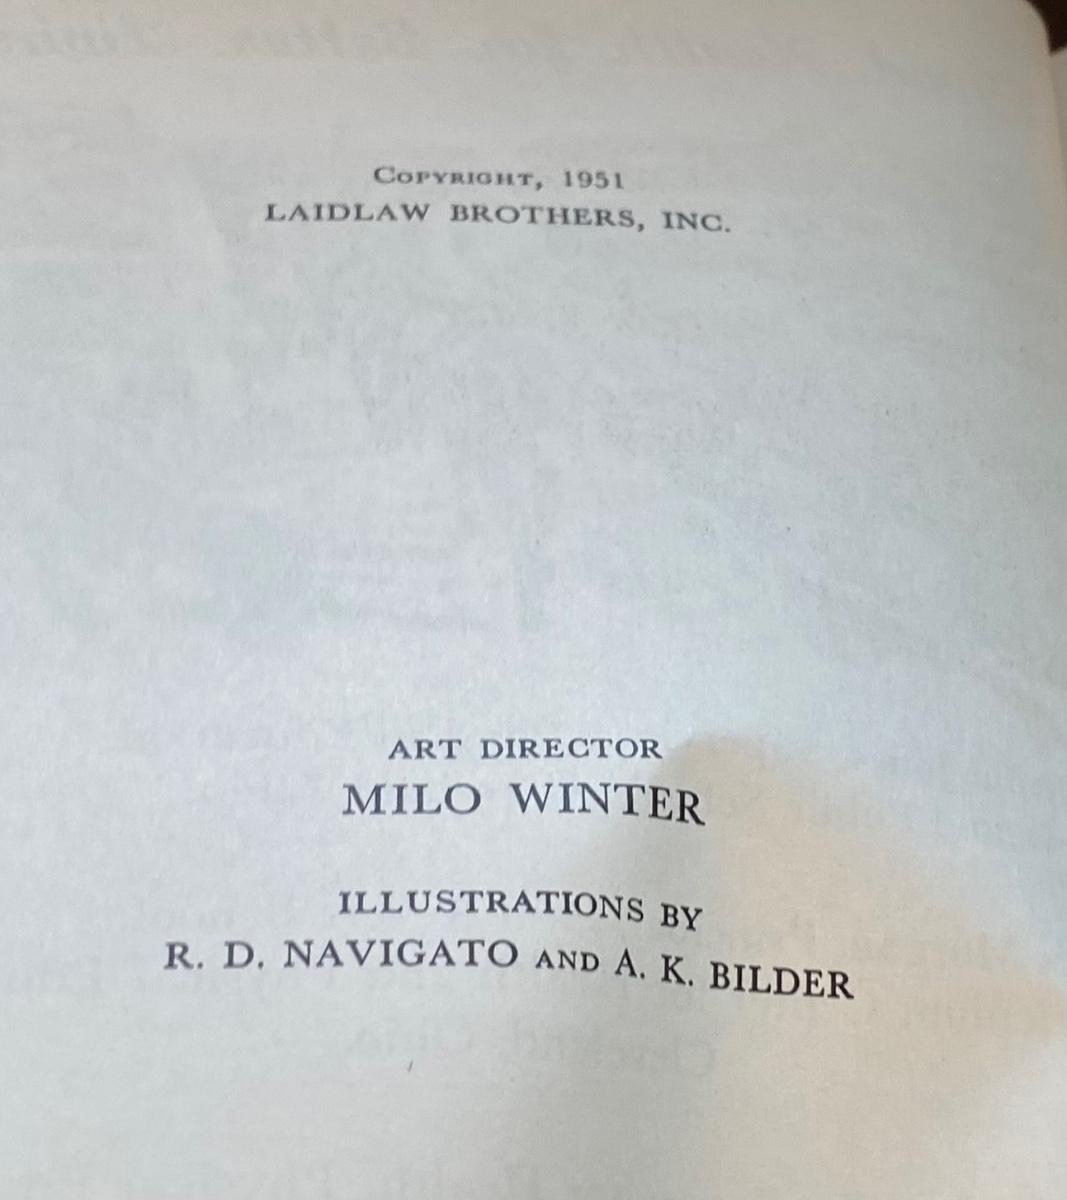 COPYRIGHT, 1951
LAIDLAW BROTHERS, INC.
ART DIRECTOR
MILO WINTER
ILLUSTRATIONS BY
R. D. NAVIGATO AND A. K. BILDER